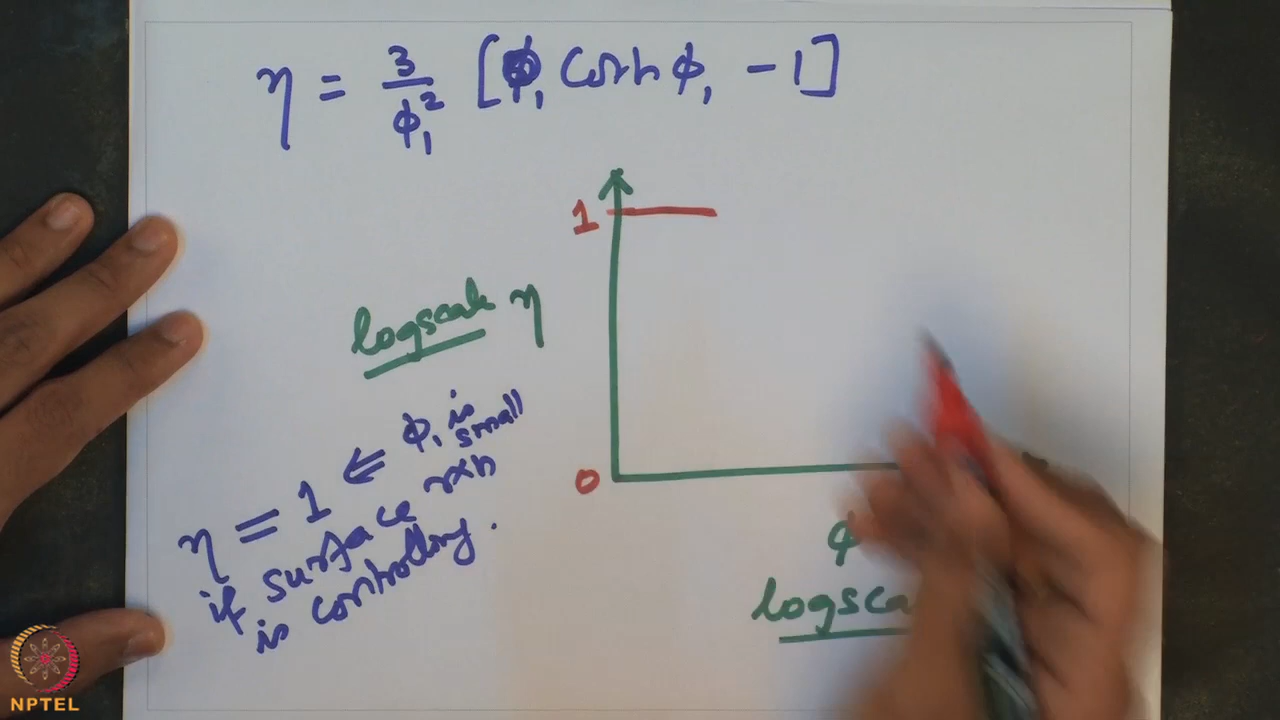 η = 3/ϕ₁² [ϕ₁ coth ϕ₁ - 1]
1
logscale η
ϕ₁ is small
η = 1 ⇐
if surface rxn
is controlling.
0
ϕ
logsca
NPTEL